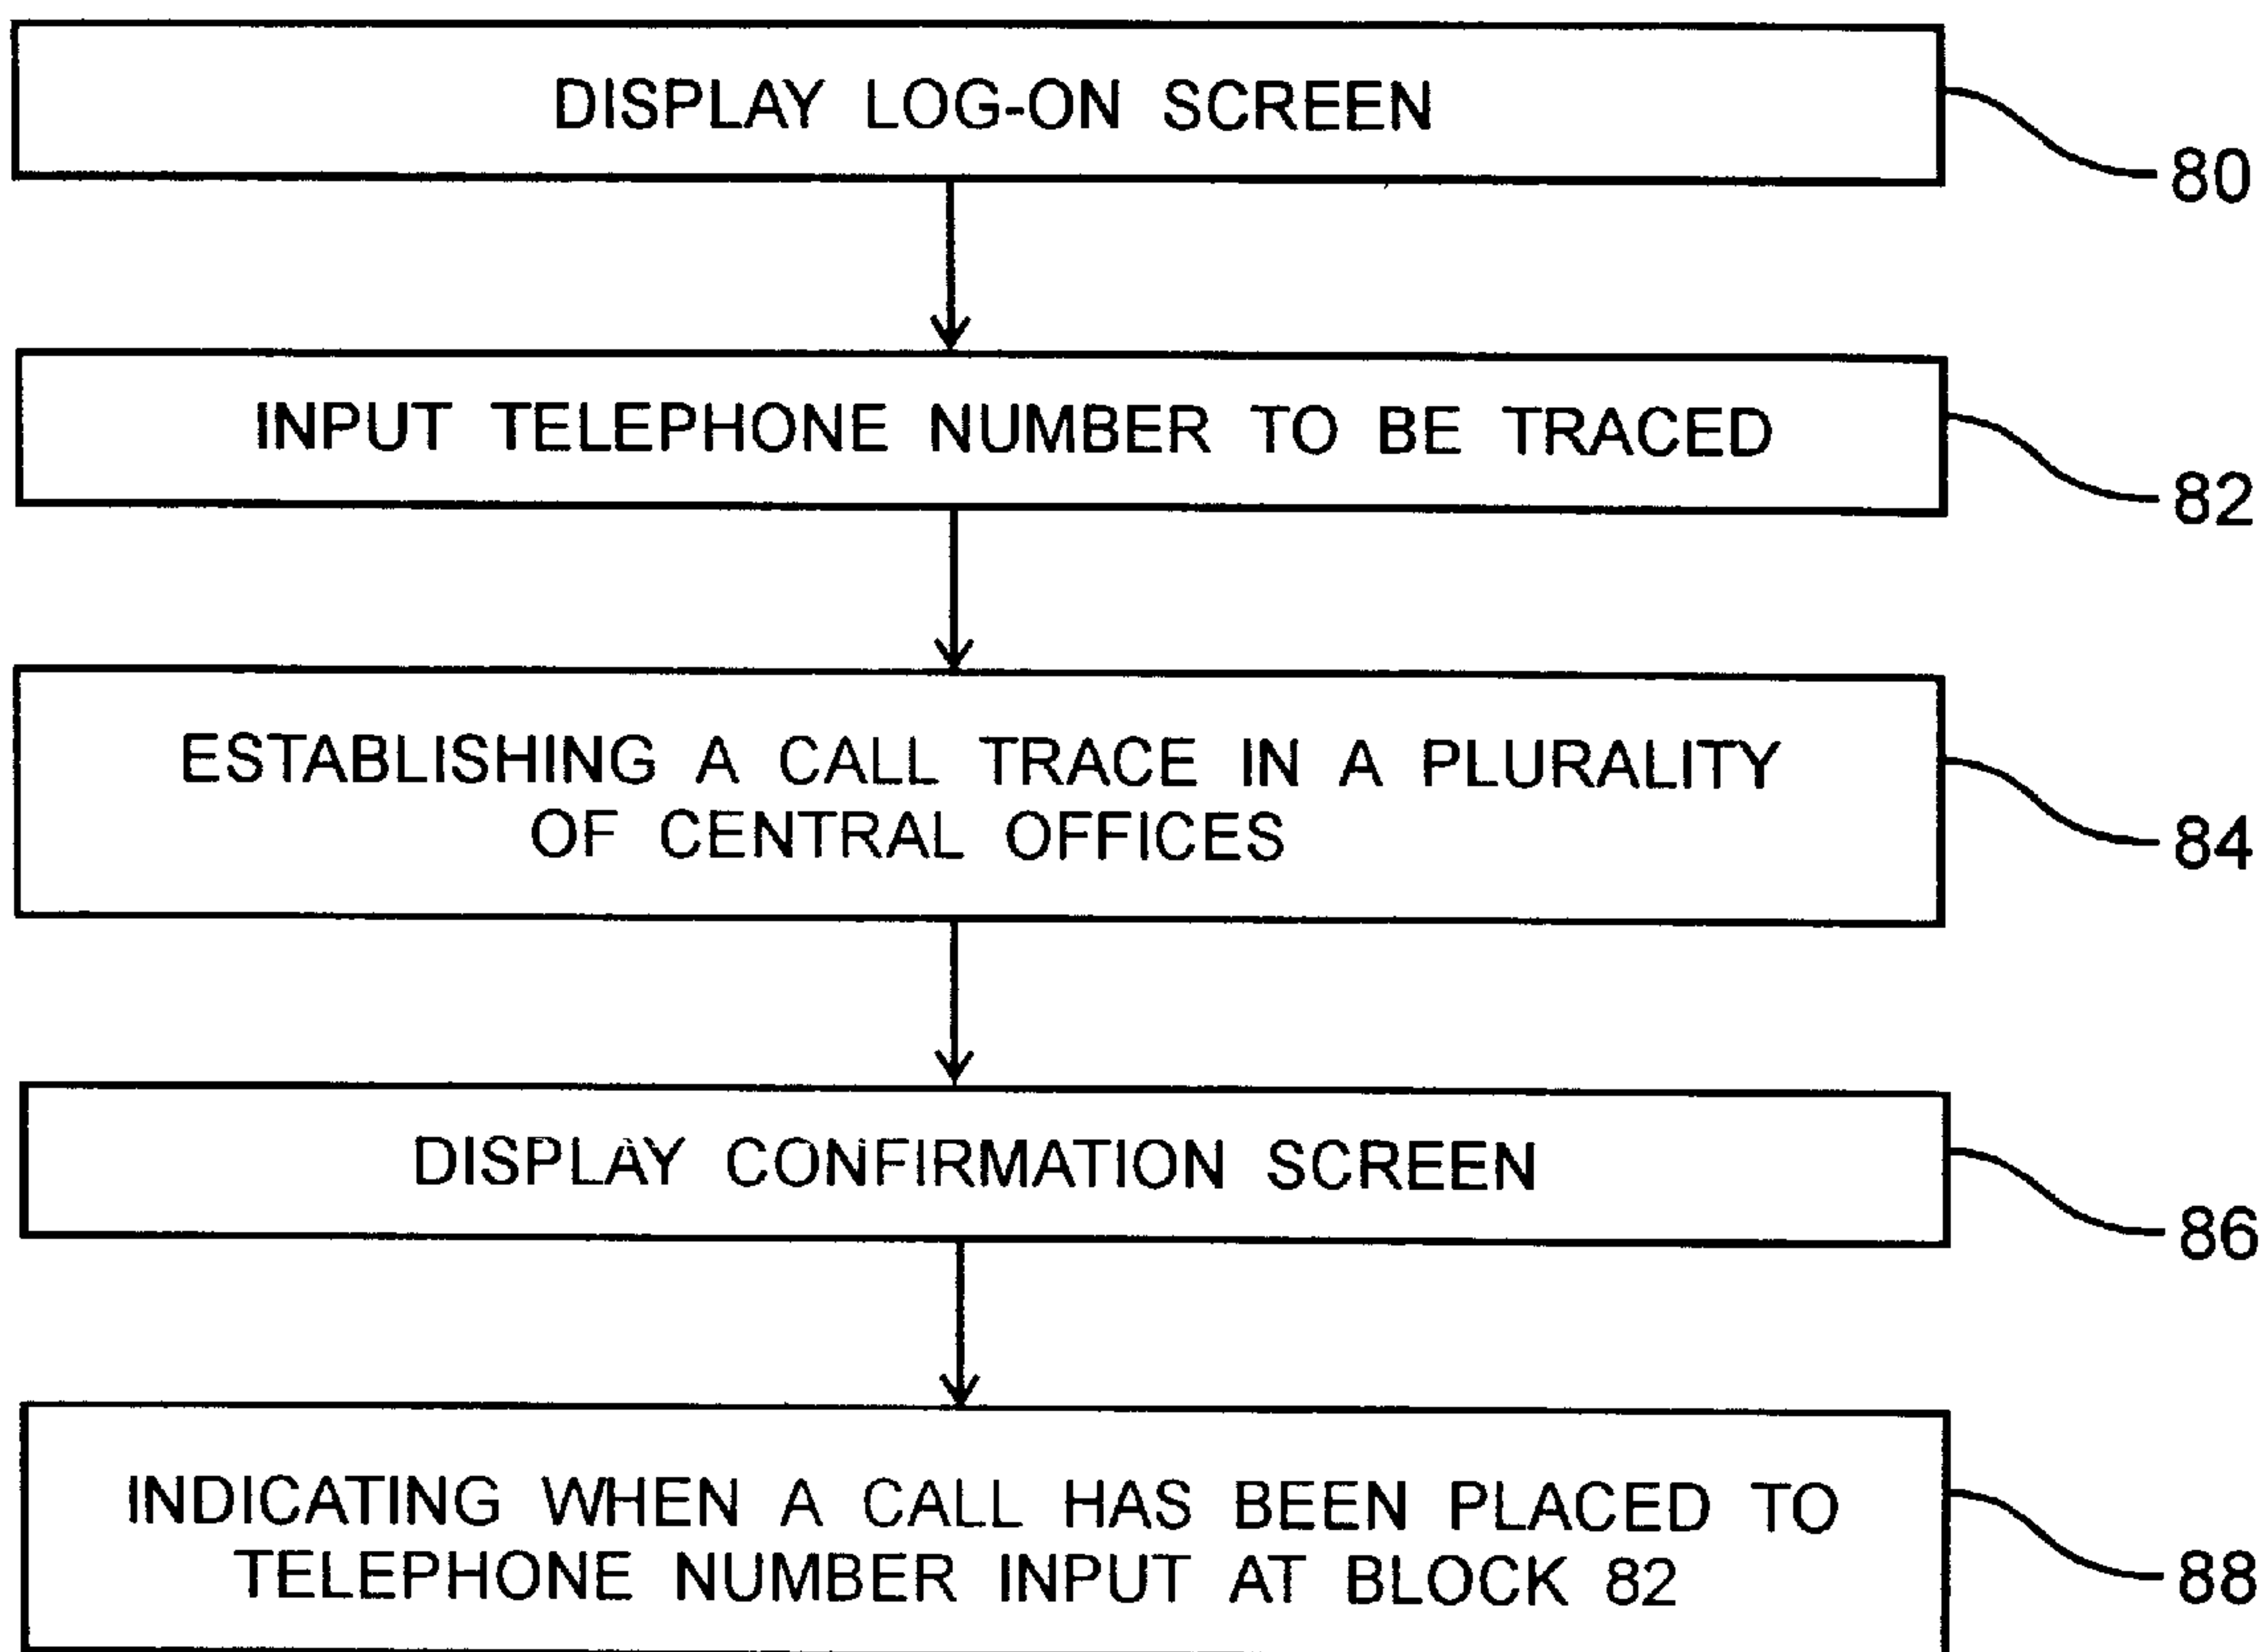 DISPLAY LOG-ON SCREEN
80
INPUT TELEPHONE NUMBER TO BE TRACED
82
ESTABLISHING A CALL TRACE IN A PLURALITY
OF CENTRAL OFFICES
84
DISPLAY CONFIRMATION SCREEN
86
INDICATING WHEN A CALL HAS BEEN PLACED TO
TELEPHONE NUMBER INPUT AT BLOCK 82
88